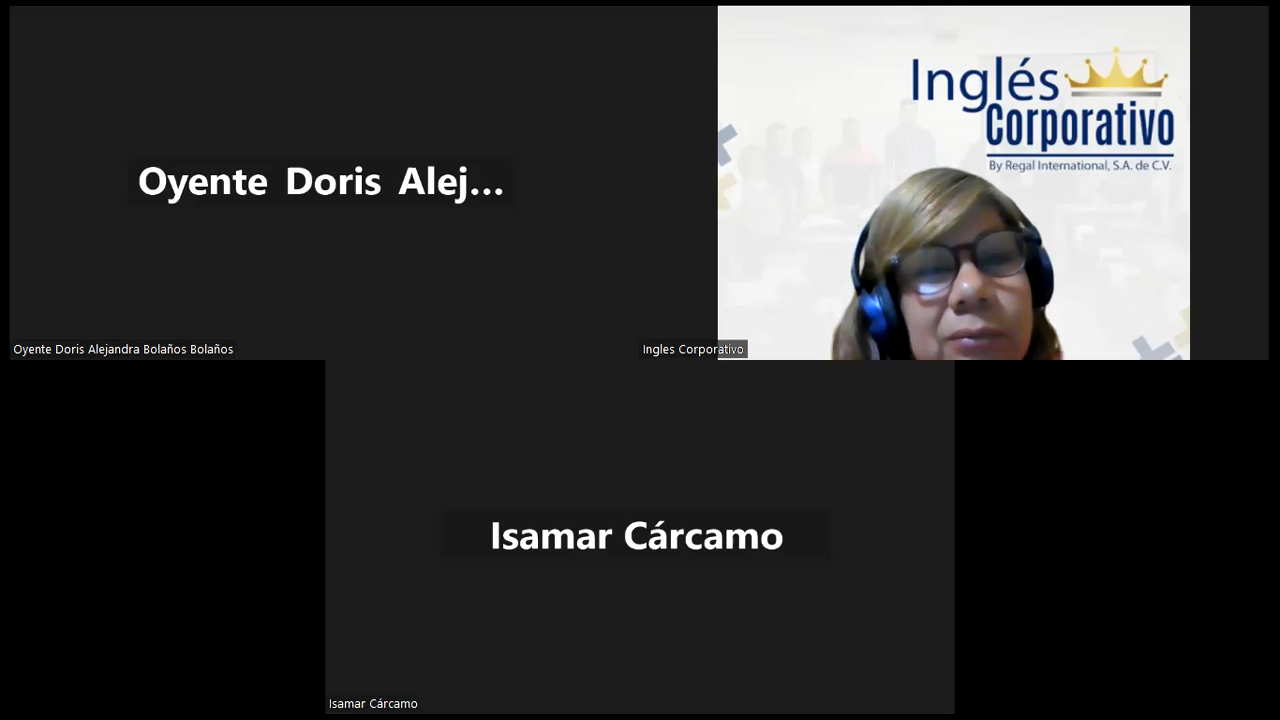 Oyente Doris Alej...
Inglés
Corporativo
By Regal International, S.A. de C.V.
Oyente Doris Alejandra Bolaños Bolaños
Ingles Corporativo
Isamar Cárcamo
Isamar Cárcamo